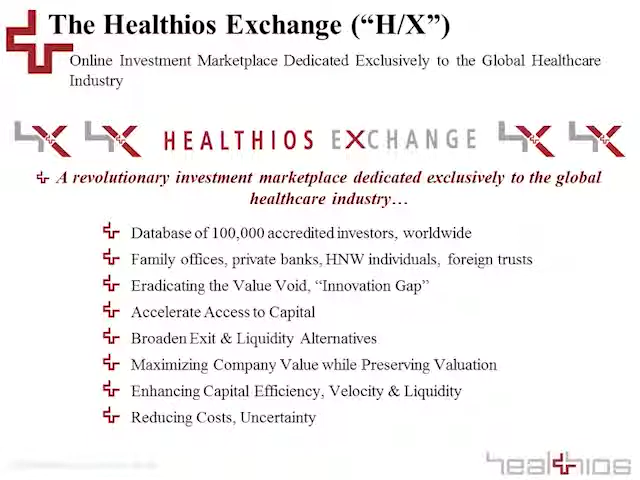 The Healthios Exchange (“H/X”)
Online Investment Marketplace Dedicated Exclusively to the Global Healthcare
Industry
HEALTHIOS EXCHANGE
A revolutionary investment marketplace dedicated exclusively to the global
healthcare industry…
Database of 100,000 accredited investors, worldwide
Family offices, private banks, HNW individuals, foreign trusts
Eradicating the Value Void, “Innovation Gap”
Accelerate Access to Capital
Broaden Exit & Liquidity Alternatives
Maximizing Company Value while Preserving Valuation
Enhancing Capital Efficiency, Velocity & Liquidity
Reducing Costs, Uncertainty
healthios